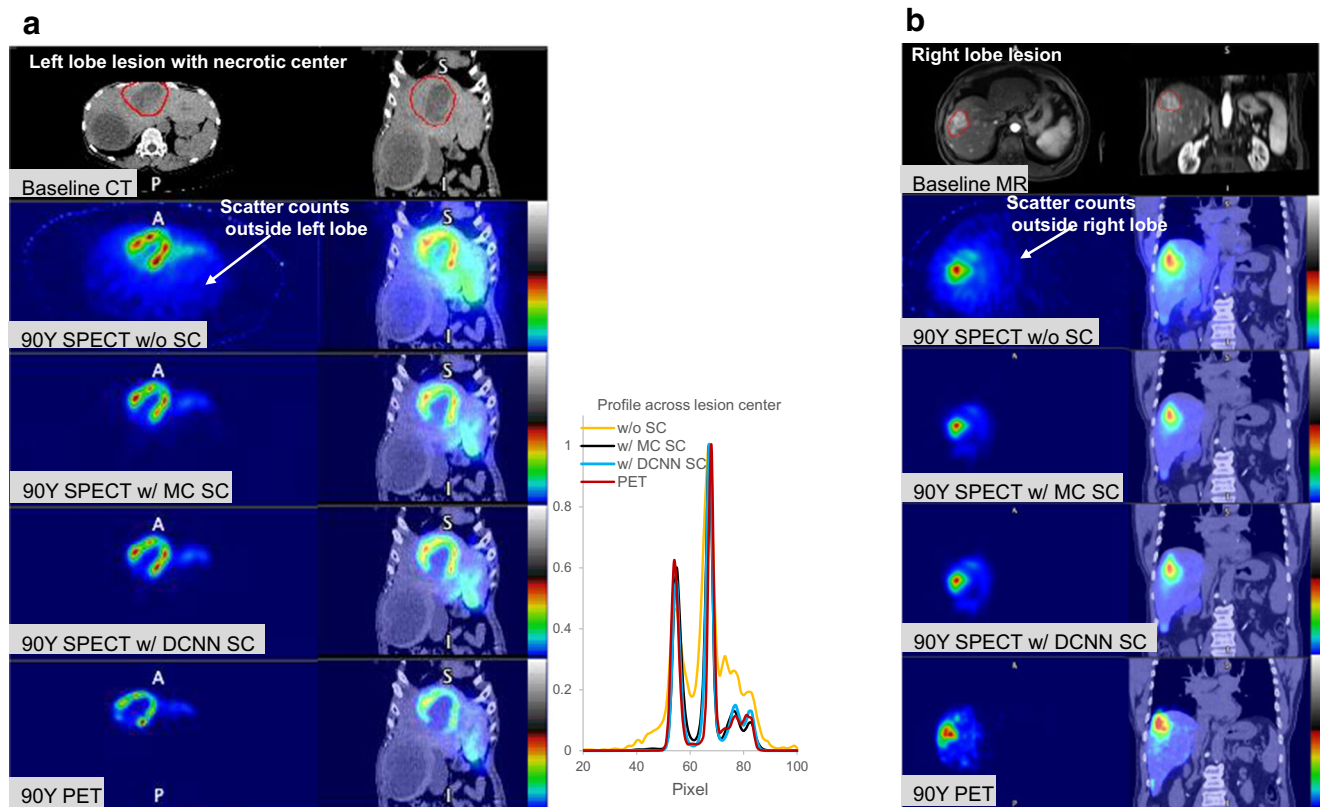 a
Left lobe lesion with necrotic center
S
P
I
Baseline CT
Scatter counts
outside left lobe
A
S
I
90Y SPECT w/o SC
A
S
I
90Y SPECT w/ MC SC
A
S
I
90Y SPECT w/ DCNN SC
A
S
P
I
90Y PET
Profile across lesion center
w/o SC
w/ MC SC
w/ DCNN SC
PET
1
0.8
0.6
0.4
0.2
0
20 40 60 80 100
Pixel
b
Right lobe lesion
S
I
Baseline MR
Scatter counts
outside right lobe
90Y SPECT w/o SC
90Y SPECT w/ MC SC
90Y SPECT w/ DCNN SC
90Y PET